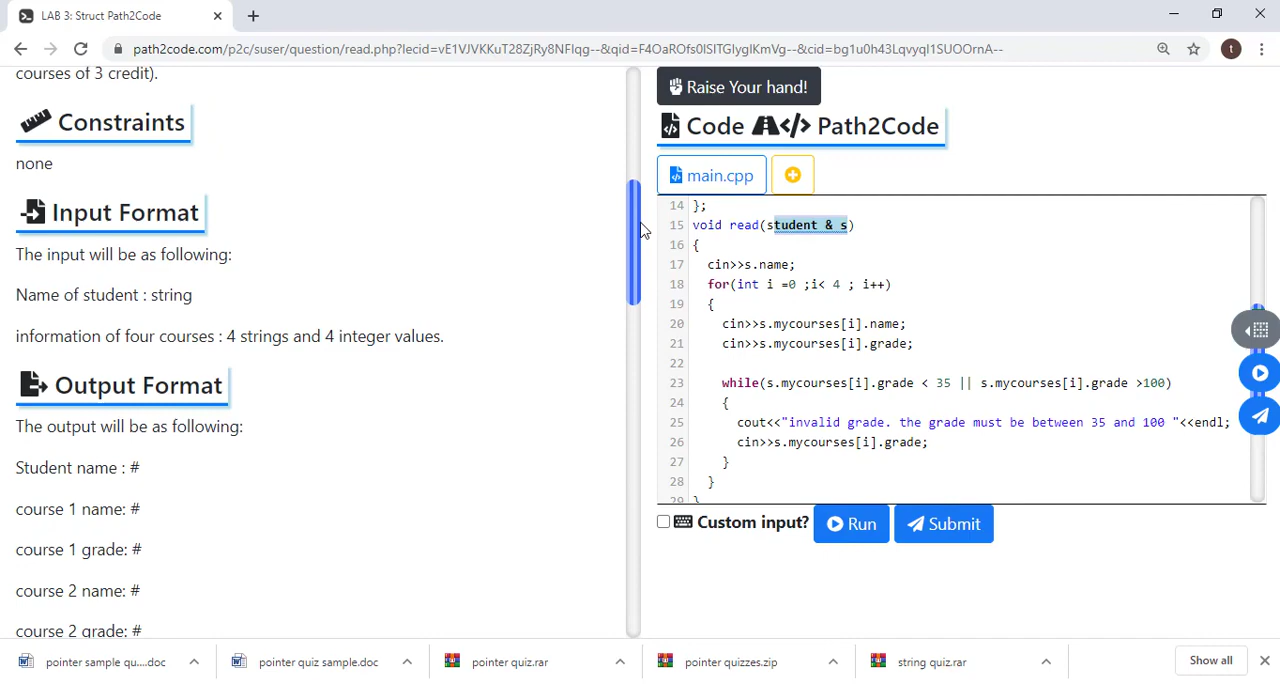 LAB 3: Struct Path2Code
path2code.com/p2c/suser/question/read.php?lecid=vE1VJVKKuT28ZjRy8NFlqg--&qid=F4OaROfs0lSlTGlyglKmVg--&cid=bg1u0h43Lqvyql1SUOOrnA--
t
courses of 3 credit).
Constraints
none
Input Format
The input will be as following:
Name of student : string
information of four courses : 4 strings and 4 integer values.
Output Format
The output will be as following:
Student name : #
course 1 name: #
course 1 grade: #
course 2 name: #
course 2 grade: #
Raise Your hand!
Code Path2Code
main.cpp
14 };
15 void read(student & s)
16 {
17 cin>>s.name;
18 for(int i =0 ;i< 4 ; i++)
19 {
20 cin>>s.mycourses[i].name;
21 cin>>s.mycourses[i].grade;
22
23 while(s.mycourses[i].grade < 35 || s.mycourses[i].grade >100)
24 {
25 cout<<"invalid grade. the grade must be between 35 and 100 "<<endl;
26 cin>>s.mycourses[i].grade;
27 }
28 }
29 }
Custom input? Run Submit
pointer sample qu....doc
pointer quiz sample.doc
pointer quiz.rar
pointer quizzes.zip
string quiz.rar
Show all